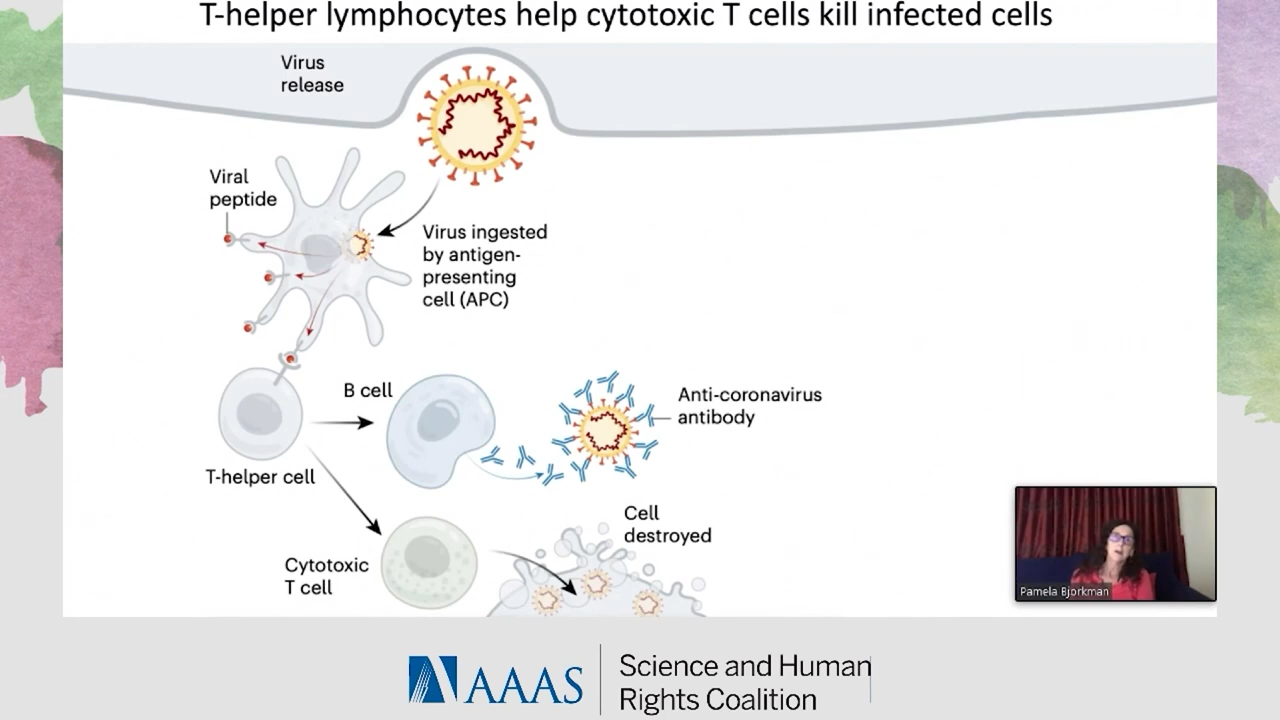 T-helper lymphocytes help cytotoxic T cells kill infected cells
Virus
release
Viral
peptide
Virus ingested
by antigen-
presenting
cell (APC)
B cell
Anti-coronavirus
antibody
T-helper cell
Cell
destroyed
Cytotoxic
T cell
Pamela Bjorkman
AAAS
Science and Human
Rights Coalition